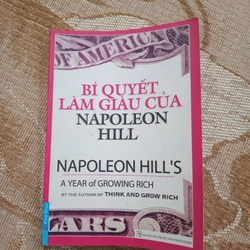 OF AMERICA
BÍ QUYẾT
LÀM GIÀU CỦA
NAPOLEON
HILL
NAPOLEON HILL'S
A YEAR of GROWING RICH
BY THE AUTHOR OF THINK AND GROW RICH
LARS